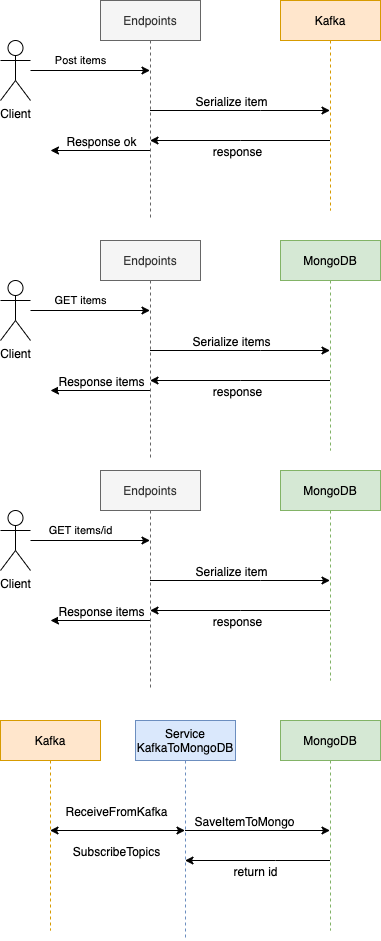 Endpoints
Kafka
Post items
Client
Serialize item
Response ok
response
Endpoints
MongoDB
GET items
Client
Serialize items
Response items
response
Endpoints
MongoDB
GET items/id
Client
Serialize item
Response items
response
Kafka
Service
KafkaToMongoDB
MongoDB
ReceiveFromKafka
SaveItemToMongo
SubscribeTopics
return id